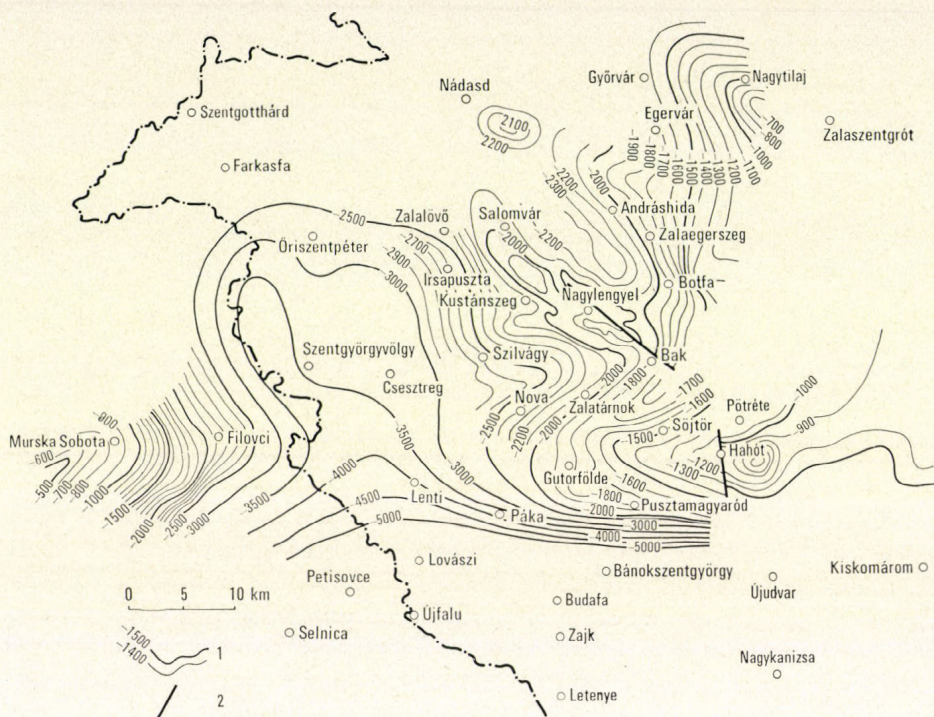 Győrvár
Nagytilaj
Nádasd
Szentgotthárd
2100
2200
Egervár
-700
-800
-1000
-1100
Zalaszentgrót
-1900
-1800
-1700
-1600
-1500
-1400
-1300
-1200
Farkasfa
-2200
-2300
-2000
Andráshida
-2500
Zalalövő
Salomvár
-2000
-2200
Zalaegerszeg
Őriszentpéter
-2700
-2900
-3000
Irsapuszta
Kustánszeg
Nagylengyel
Botfa
Szentgyörgyvölgy
Csesztreg
Szilvágy
Bak
-2000
-1800
Nova
Zalatárnok
-1700
-1600
-1000
Pötréte
-900
-900
Murska Sobota
-600
-500
-700
-800
-1000
-1500
-2000
-2500
-3000
-3500
Filovci
-3500
-2500
-2200
-2000
-1500
Söjtör
Hahót
-1200
-1300
-4000
-3000
Gutorfölde
-1600
Lenti
-4500
-5000
-1800
-2000
Pusztamagyaród
Páka
-3000
-4000
-5000
Lovászi
Petisovce
Bánokszentgyörgy
Kiskomárom
Újudvar
0 5 10 km
Budafa
Újfalu
Selnica
Zajk
-1500
-1400
1
Nagykanizsa
2
Letenye